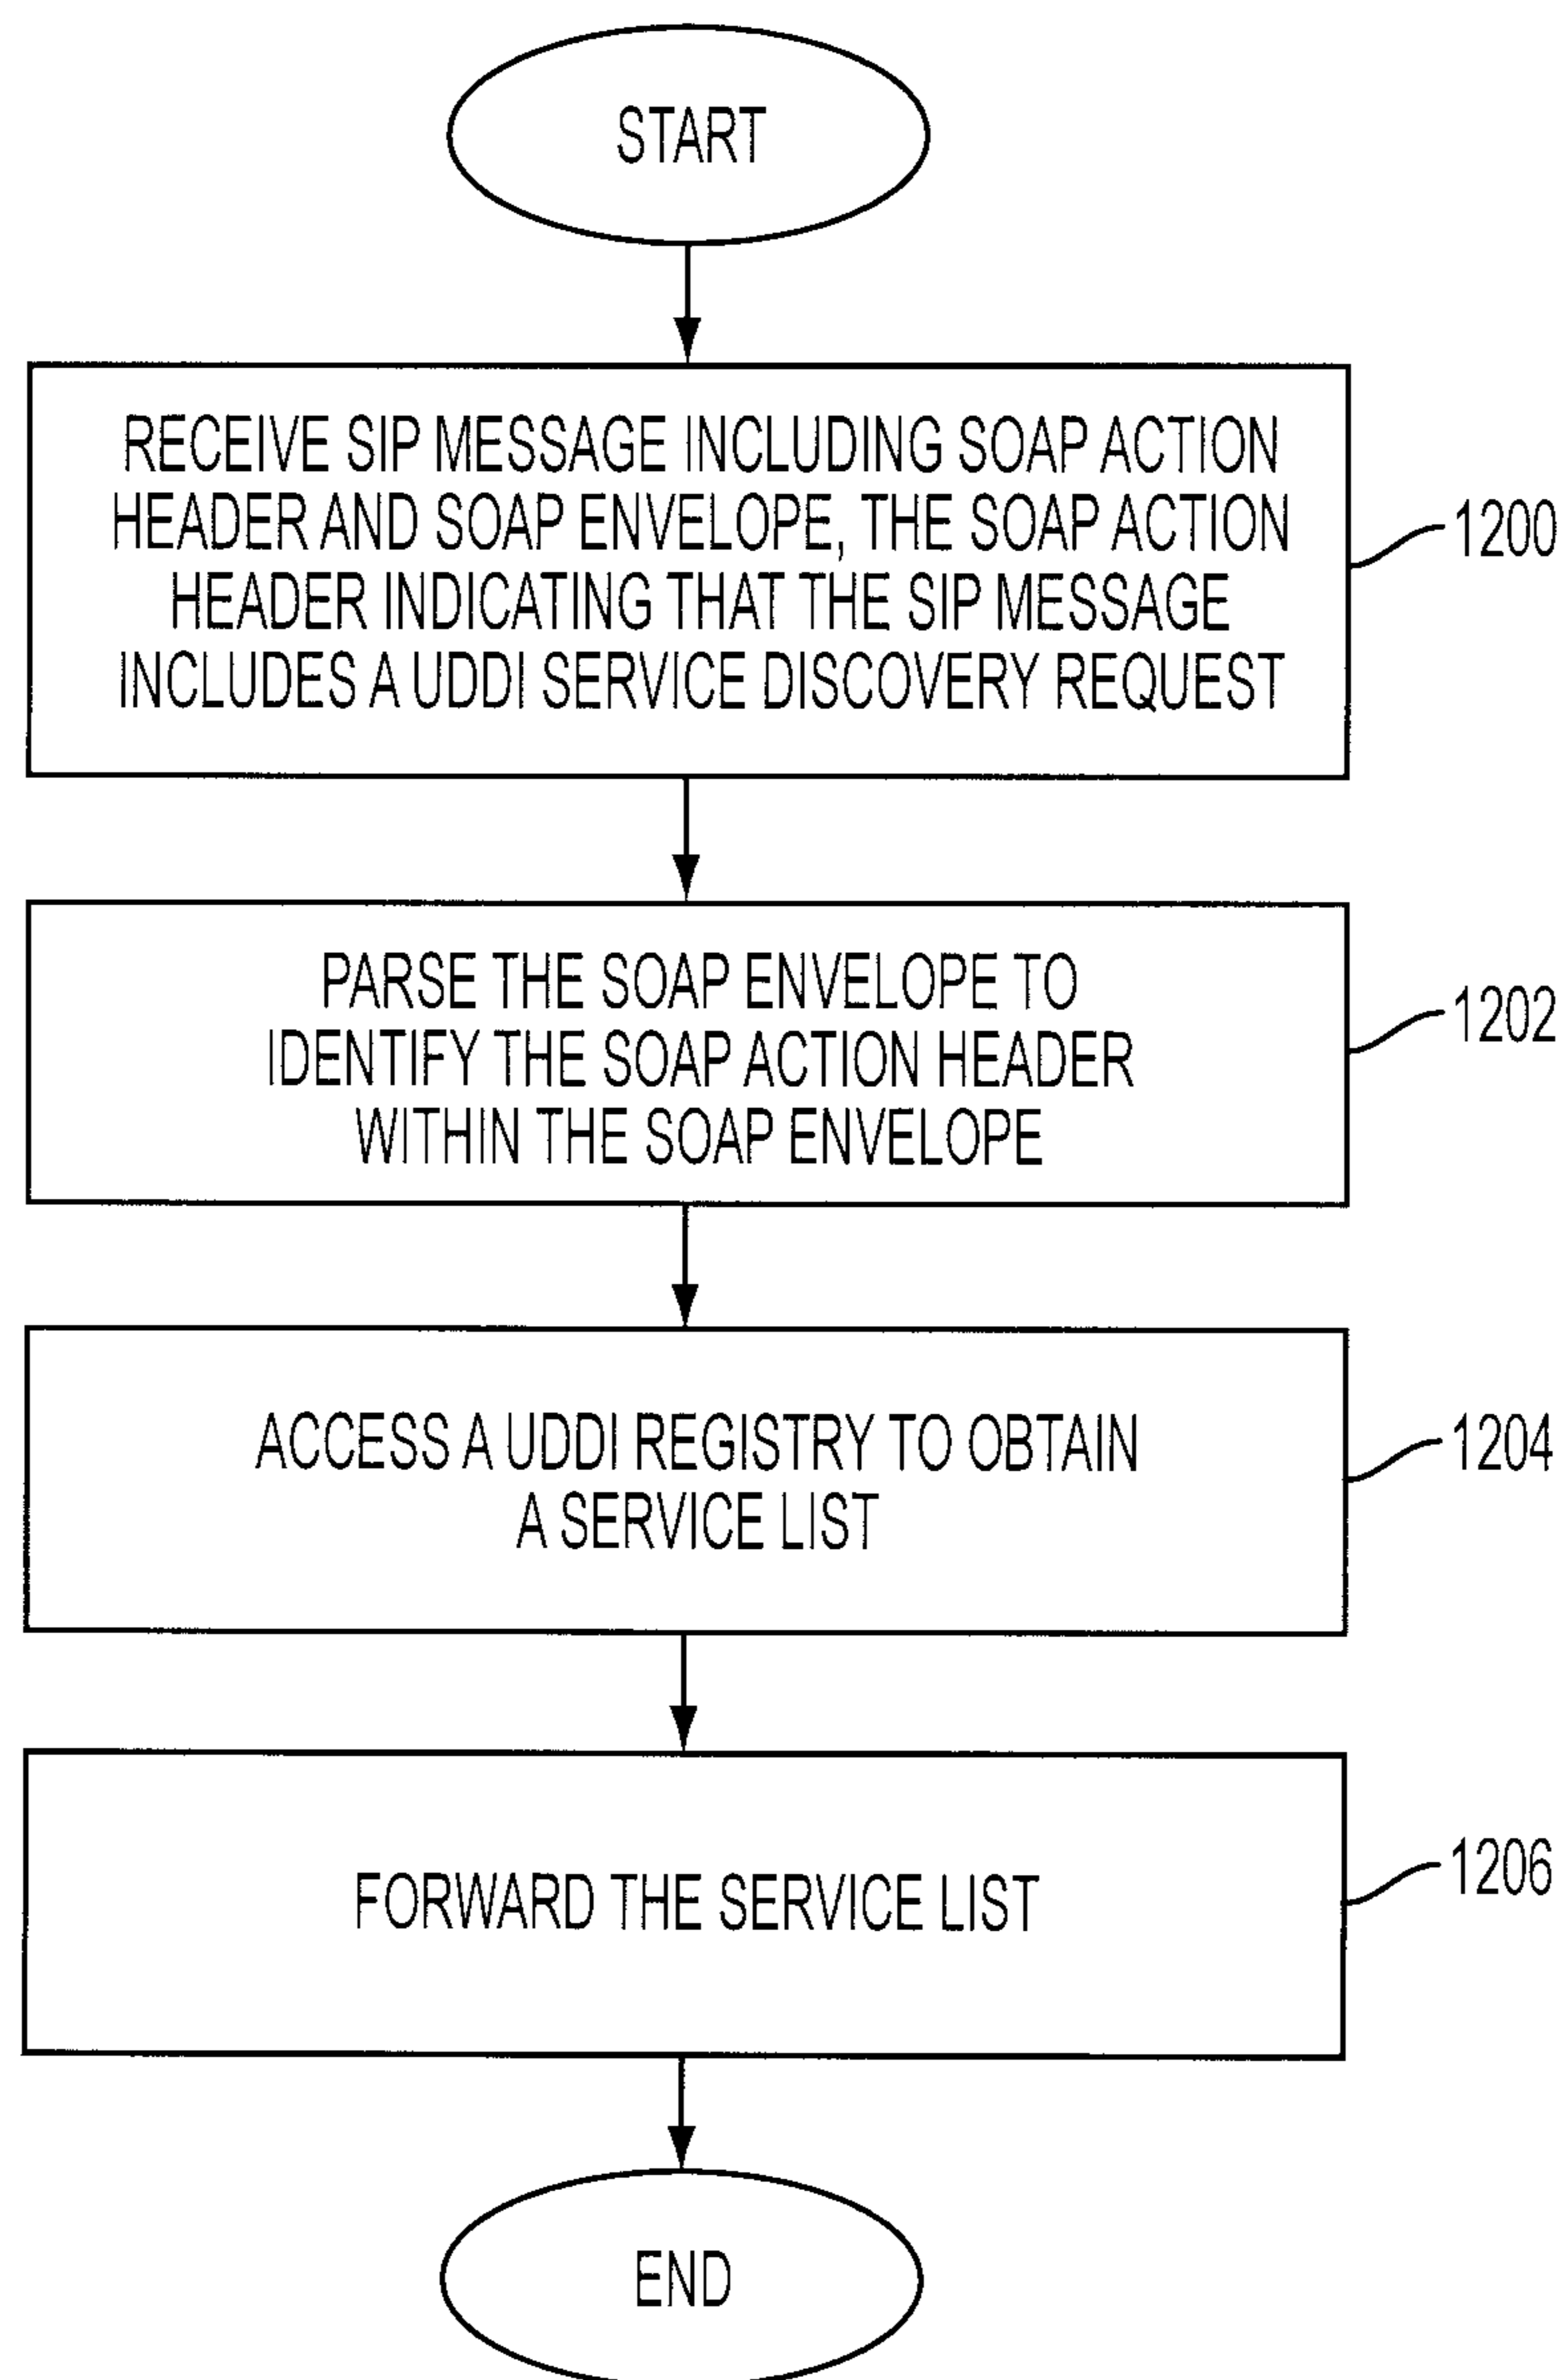 START
RECEIVE SIP MESSAGE INCLUDING SOAP ACTION
HEADER AND SOAP ENVELOPE, THE SOAP ACTION
HEADER INDICATING THAT THE SIP MESSAGE
INCLUDES A UDDI SERVICE DISCOVERY REQUEST
1200
PARSE THE SOAP ENVELOPE TO
IDENTIFY THE SOAP ACTION HEADER
WITHIN THE SOAP ENVELOPE
1202
ACCESS A UDDI REGISTRY TO OBTAIN
A SERVICE LIST
1204
FORWARD THE SERVICE LIST
1206
END